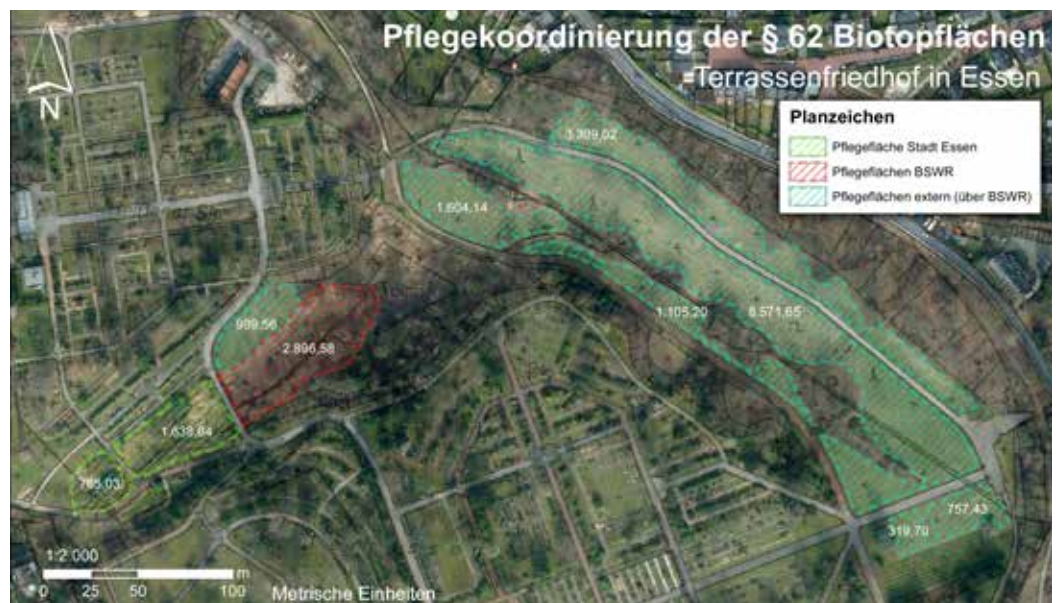 Pflegekoordinierung der § 62 Biotopflächen
Terrassenfriedhof in Essen
N
Planzeichen
Pflegefläche Stadt Essen
Pflegeflächen BSWR
Pflegeflächen extern (über BSWR)
3.309,02
1.604,14
1.105,20
6.571,65
989,56
2.896,58
1.638,64
765,03
757,43
319,70
1:2.000
m
0 25 50 100
Metrische Einheiten